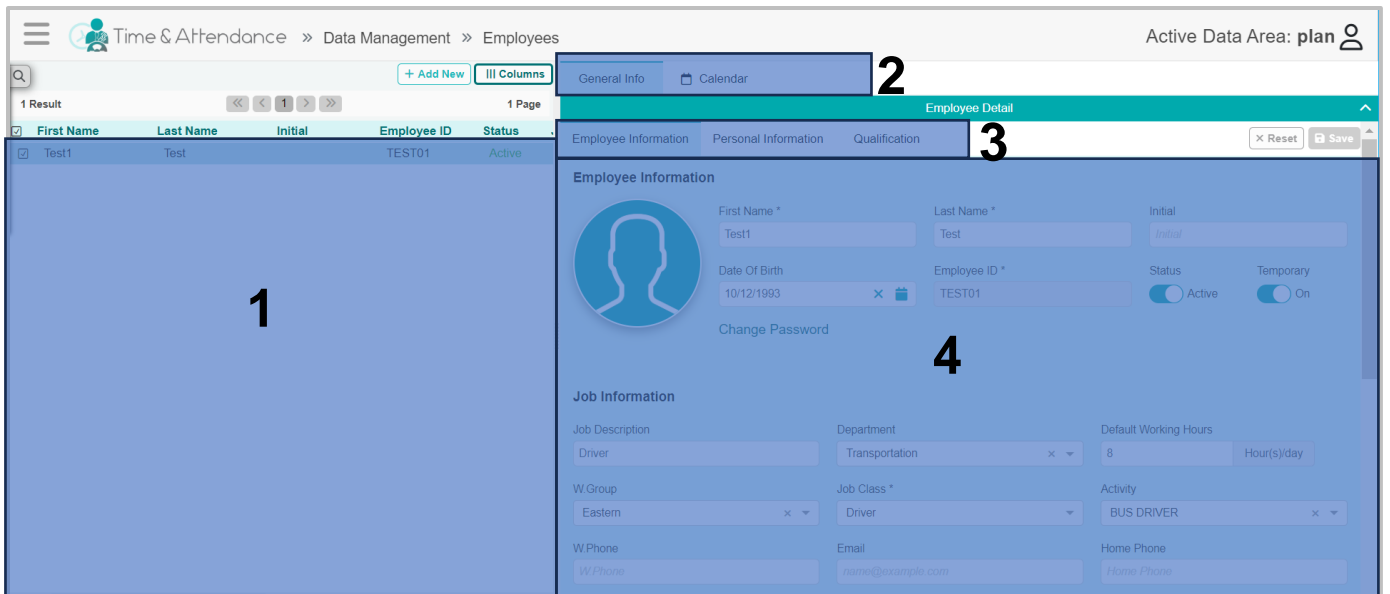 Time & Attendance » Data Management » Employees
Active Data Area: plan
+ Add New
Columns
General Info
Calendar
2
1 Result
« < 1 > »
1 Page
Employee Detail
First Name Last Name Initial Employee ID Status
Employee Information Personal Information Qualification
3
× Reset
Save
Test1 Test TEST01 Active
1
Employee Information
First Name * Last Name * Initial
Test1 Test Initial
Date Of Birth Employee ID * Status Temporary
10/12/1993 TEST01 Active On
Change Password
4
Job Information
Job Description Department Default Working Hours
Driver Transportation 8 Hour(s)/day
W.Group Job Class * Activity
Eastern Driver BUS DRIVER
W.Phone Email Home Phone
W.Phone name@example.com Home Phone